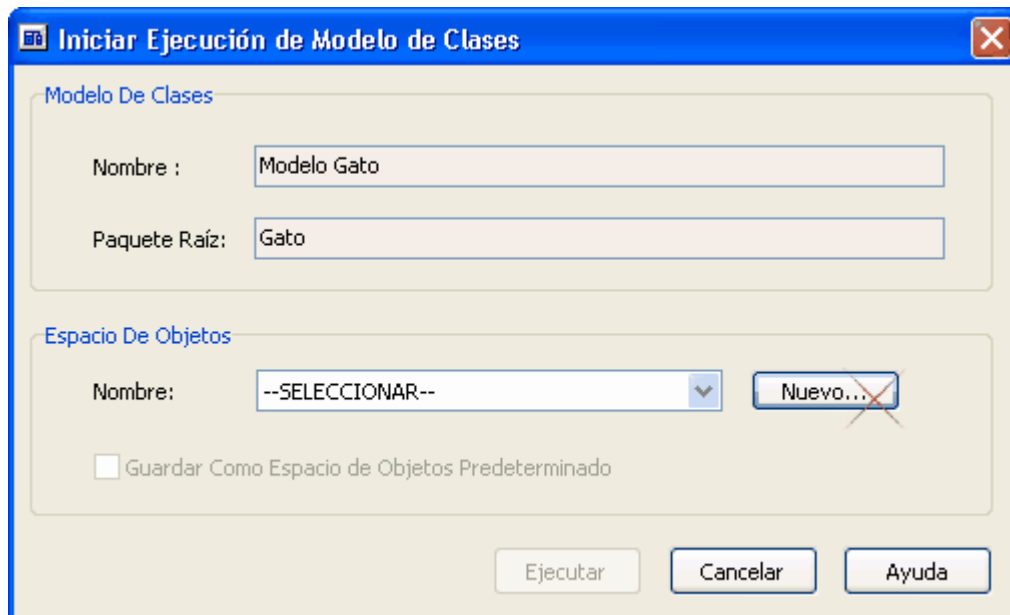 Iniciar Ejecución de Modelo de Clases
Modelo De Clases
Nombre : Modelo Gato
Paquete Raíz: Gato
Espacio De Objetos
Nombre: --SELECCIONAR-- Nuevo...
Guardar Como Espacio de Objetos Predeterminado
Ejecutar Cancelar Ayuda